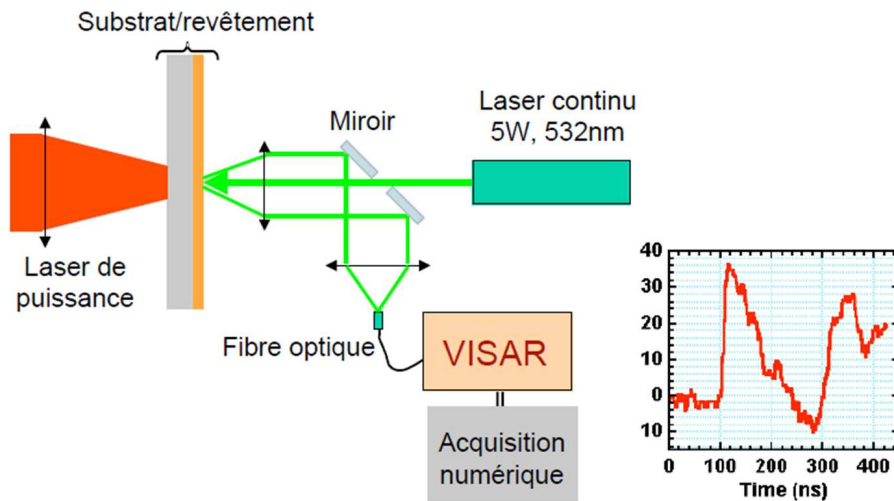 Substrat/revêtement
Laser continu
5W, 532nm
Miroir
Laser de
puissance
Fibre optique
VISAR
Acquisition
numérique
40
30
20
10
0
10
0 100 200 300 400
Time (ns)